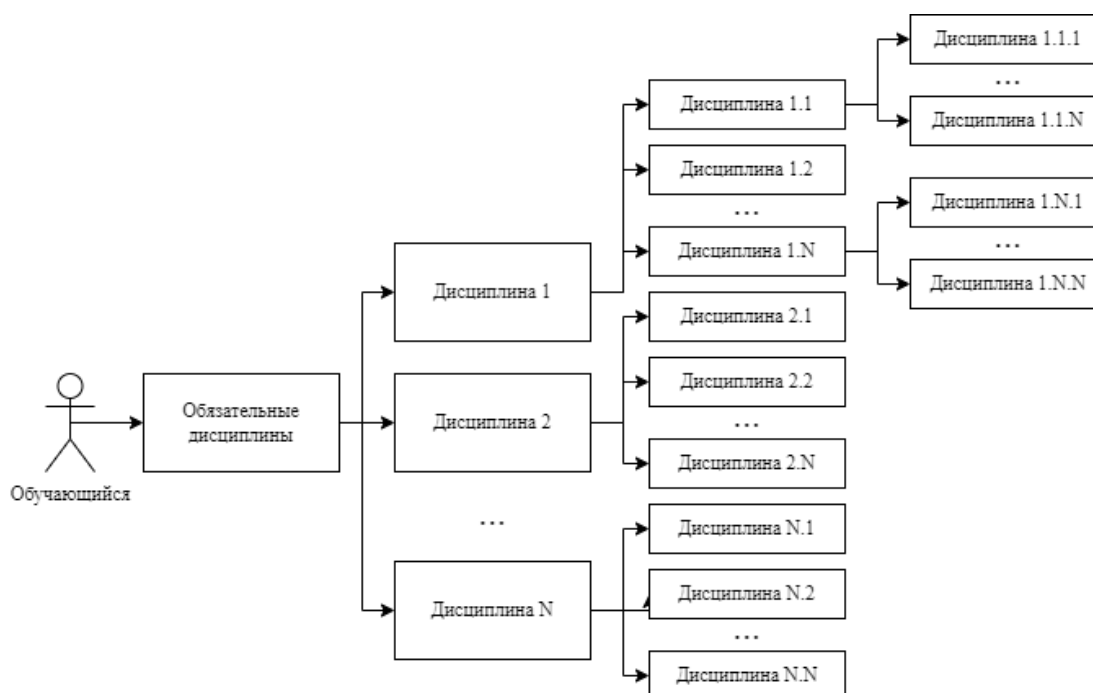 Дисциплина 1.1.1
...
Дисциплина 1.1.N
Дисциплина 1.1
Дисциплина 1.2
...
Дисциплина 1.N
Дисциплина 1.N.1
...
Дисциплина 1.N.N
Дисциплина 1
Дисциплина 2.1
Дисциплина 2.2
...
Дисциплина 2.N
Обучающийся
Обязательные
дисциплины
Дисциплина 2
...
Дисциплина N
Дисциплина N.1
Дисциплина N.2
...
Дисциплина N.N